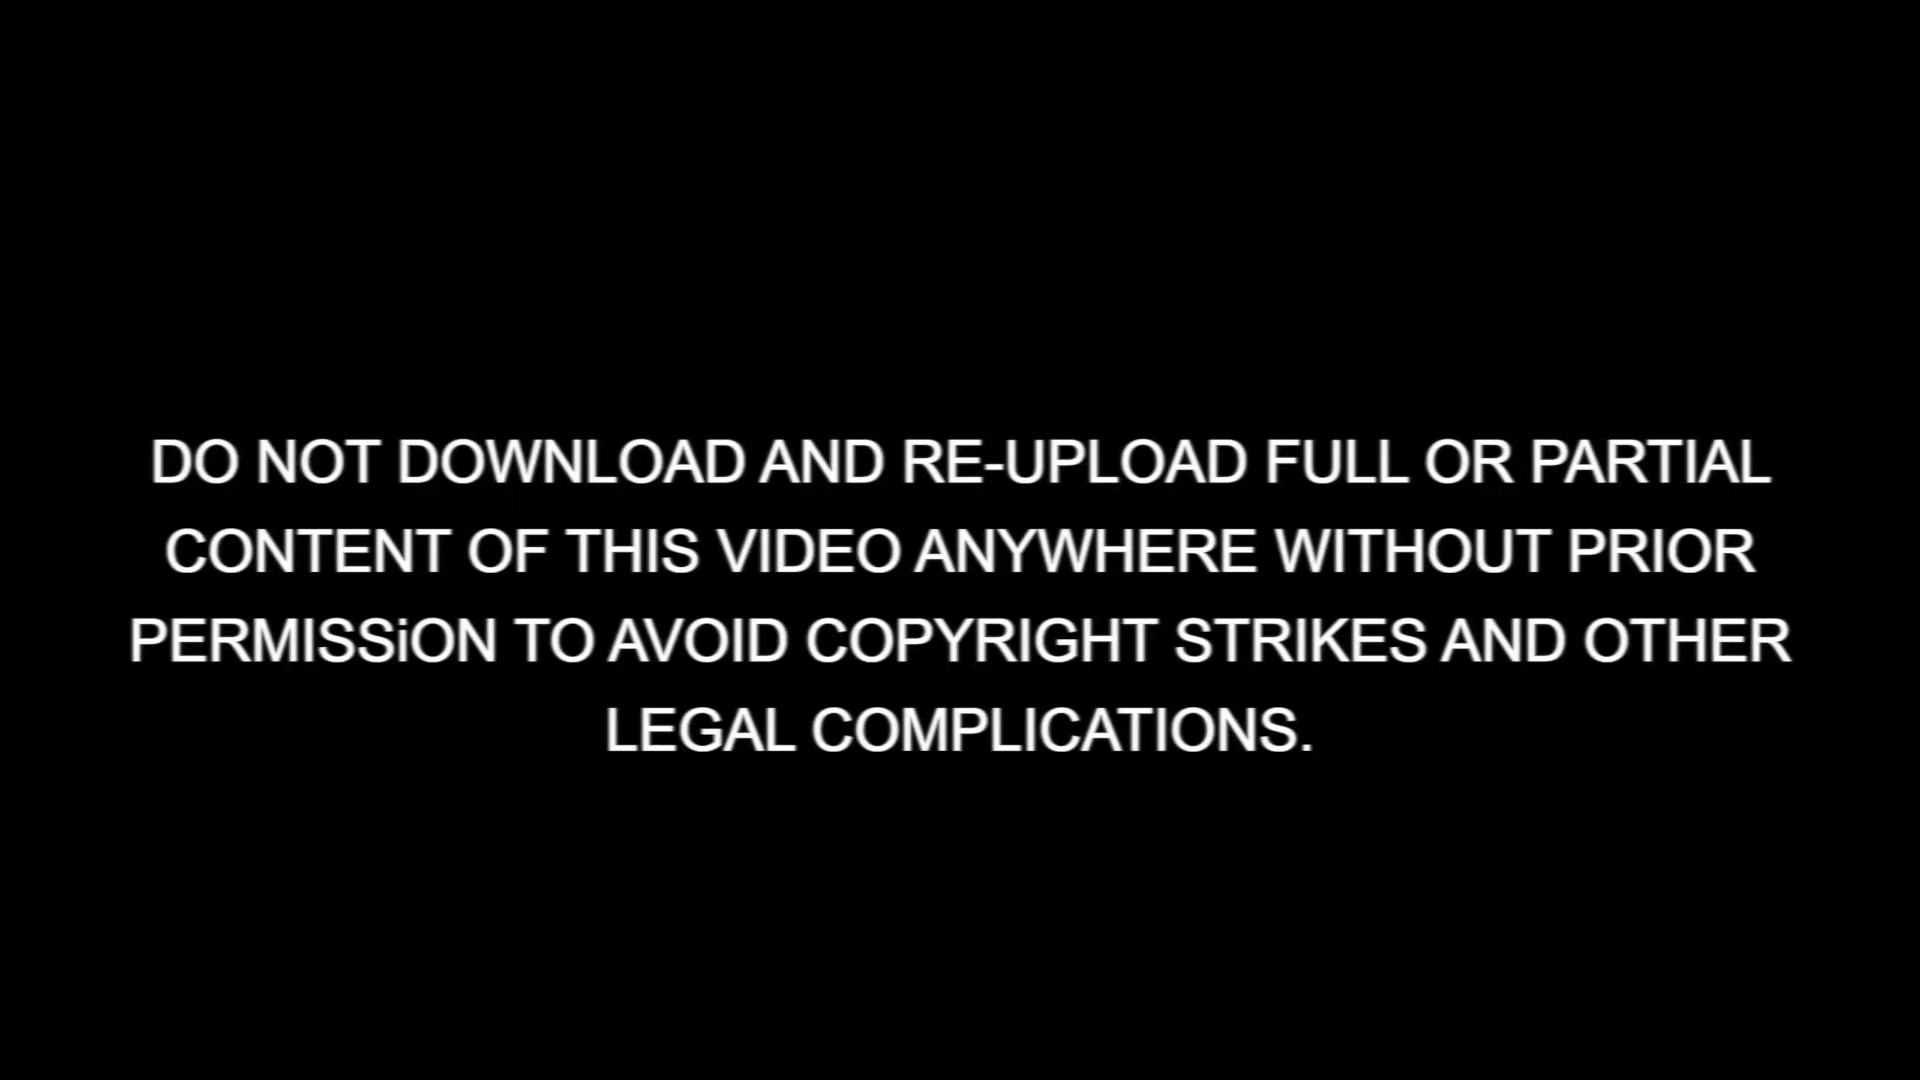 DO NOT DOWNLOAD AND RE-UPLOAD FULL OR PARTIAL
CONTENT OF THIS VIDEO ANYWHERE WITHOUT PRIOR
PERMISSiON TO AVOID COPYRIGHT STRIKES AND OTHER
LEGAL COMPLICATIONS.